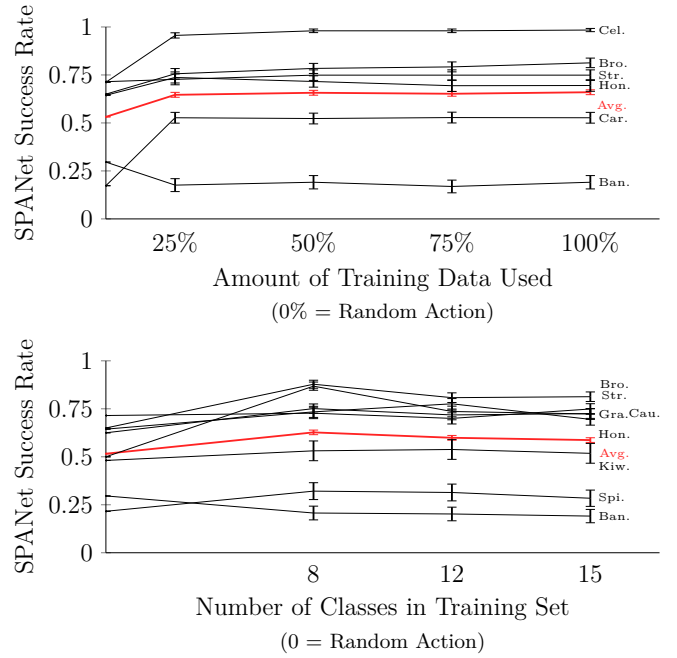 SPANet Success Rate
1
0.75
0.5
0.25
0
Cel.
Bro.
Str.
Hon.
Avg.
Car.
Ban.
25% 50% 75% 100%
Amount of Training Data Used
(0% = Random Action)
SPANet Success Rate
1
0.75
0.5
0.25
0
Bro.
Str.
Gra.Cau.
Hon.
Avg.
Kiw.
Spi.
Ban.
8 12 15
Number of Classes in Training Set
(0 = Random Action)